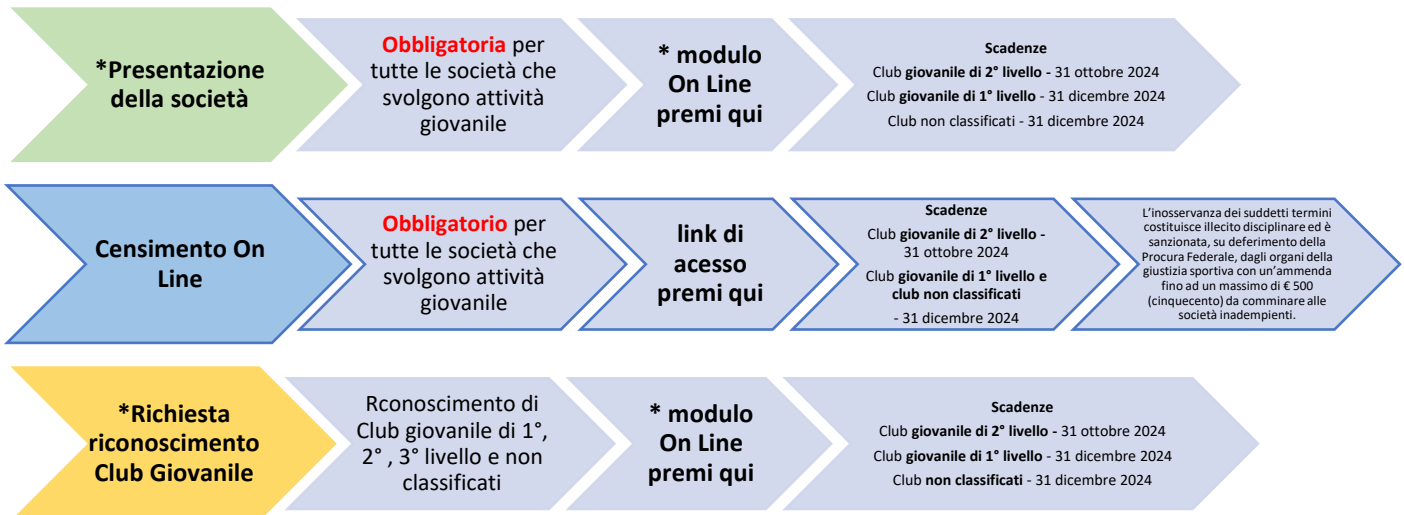 *Presentazione
della società
Obbligatoria per
tutte le società che
svolgono attività
giovanile
* modulo
On Line
premi qui
Scadenze
Club giovanile di 2° livello - 31 ottobre 2024
Club giovanile di 1° livello - 31 dicembre 2024
Club non classificati - 31 dicembre 2024
Censimento On
Line
Obbligatorio per
tutte le società che
svolgono attività
giovanile
link di
acesso
premi qui
Scadenze
Club giovanile di 2° livello -
31 ottobre 2024
Club giovanile di 1° livello e
club non classificati
- 31 dicembre 2024
L'inosservanza dei suddetti termini
costituisce illecito disciplinare ed è
sanzionata, su deferimento della
Procura Federale, dagli organi della
giustizia sportiva con un'ammenda
fino ad un massimo di € 500
(cinquecento) da comminare alle
società inadempienti.
*Richiesta
riconoscimento
Club Giovanile
Rconoscimento di
Club giovanile di 1°,
2° , 3° livello e non
classificati
* modulo
On Line
premi qui
Scadenze
Club giovanile di 2° livello - 31 ottobre 2024
Club giovanile di 1° livello - 31 dicembre 2024
Club non classificati - 31 dicembre 2024